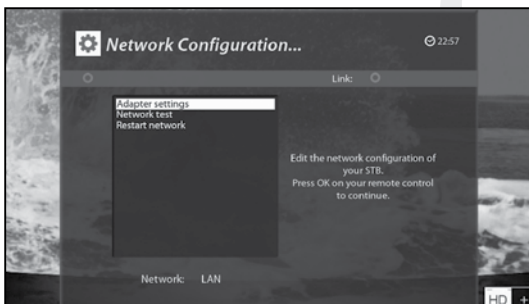 Network Configuration...
22:57
Link:
Adapter settings
Network test
Restart network
Edit the network configuration of
your STB.
Press OK on your remote control
to continue.
Network: LAN
HD +